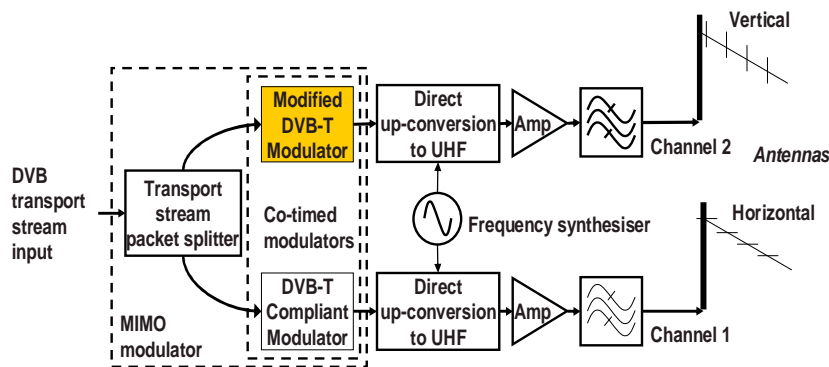 Vertical
Modified
DVB-T
Modulator
Direct
up-conversion
to UHF
Amp
Channel 2
Antennas
DVB
transport
stream
input
Transport
stream
packet splitter
Co-timed
modulators
Frequency synthesiser
Horizontal
DVB-T
Compliant
Modulator
Direct
up-conversion
to UHF
Amp
Channel 1
MIMO
modulator